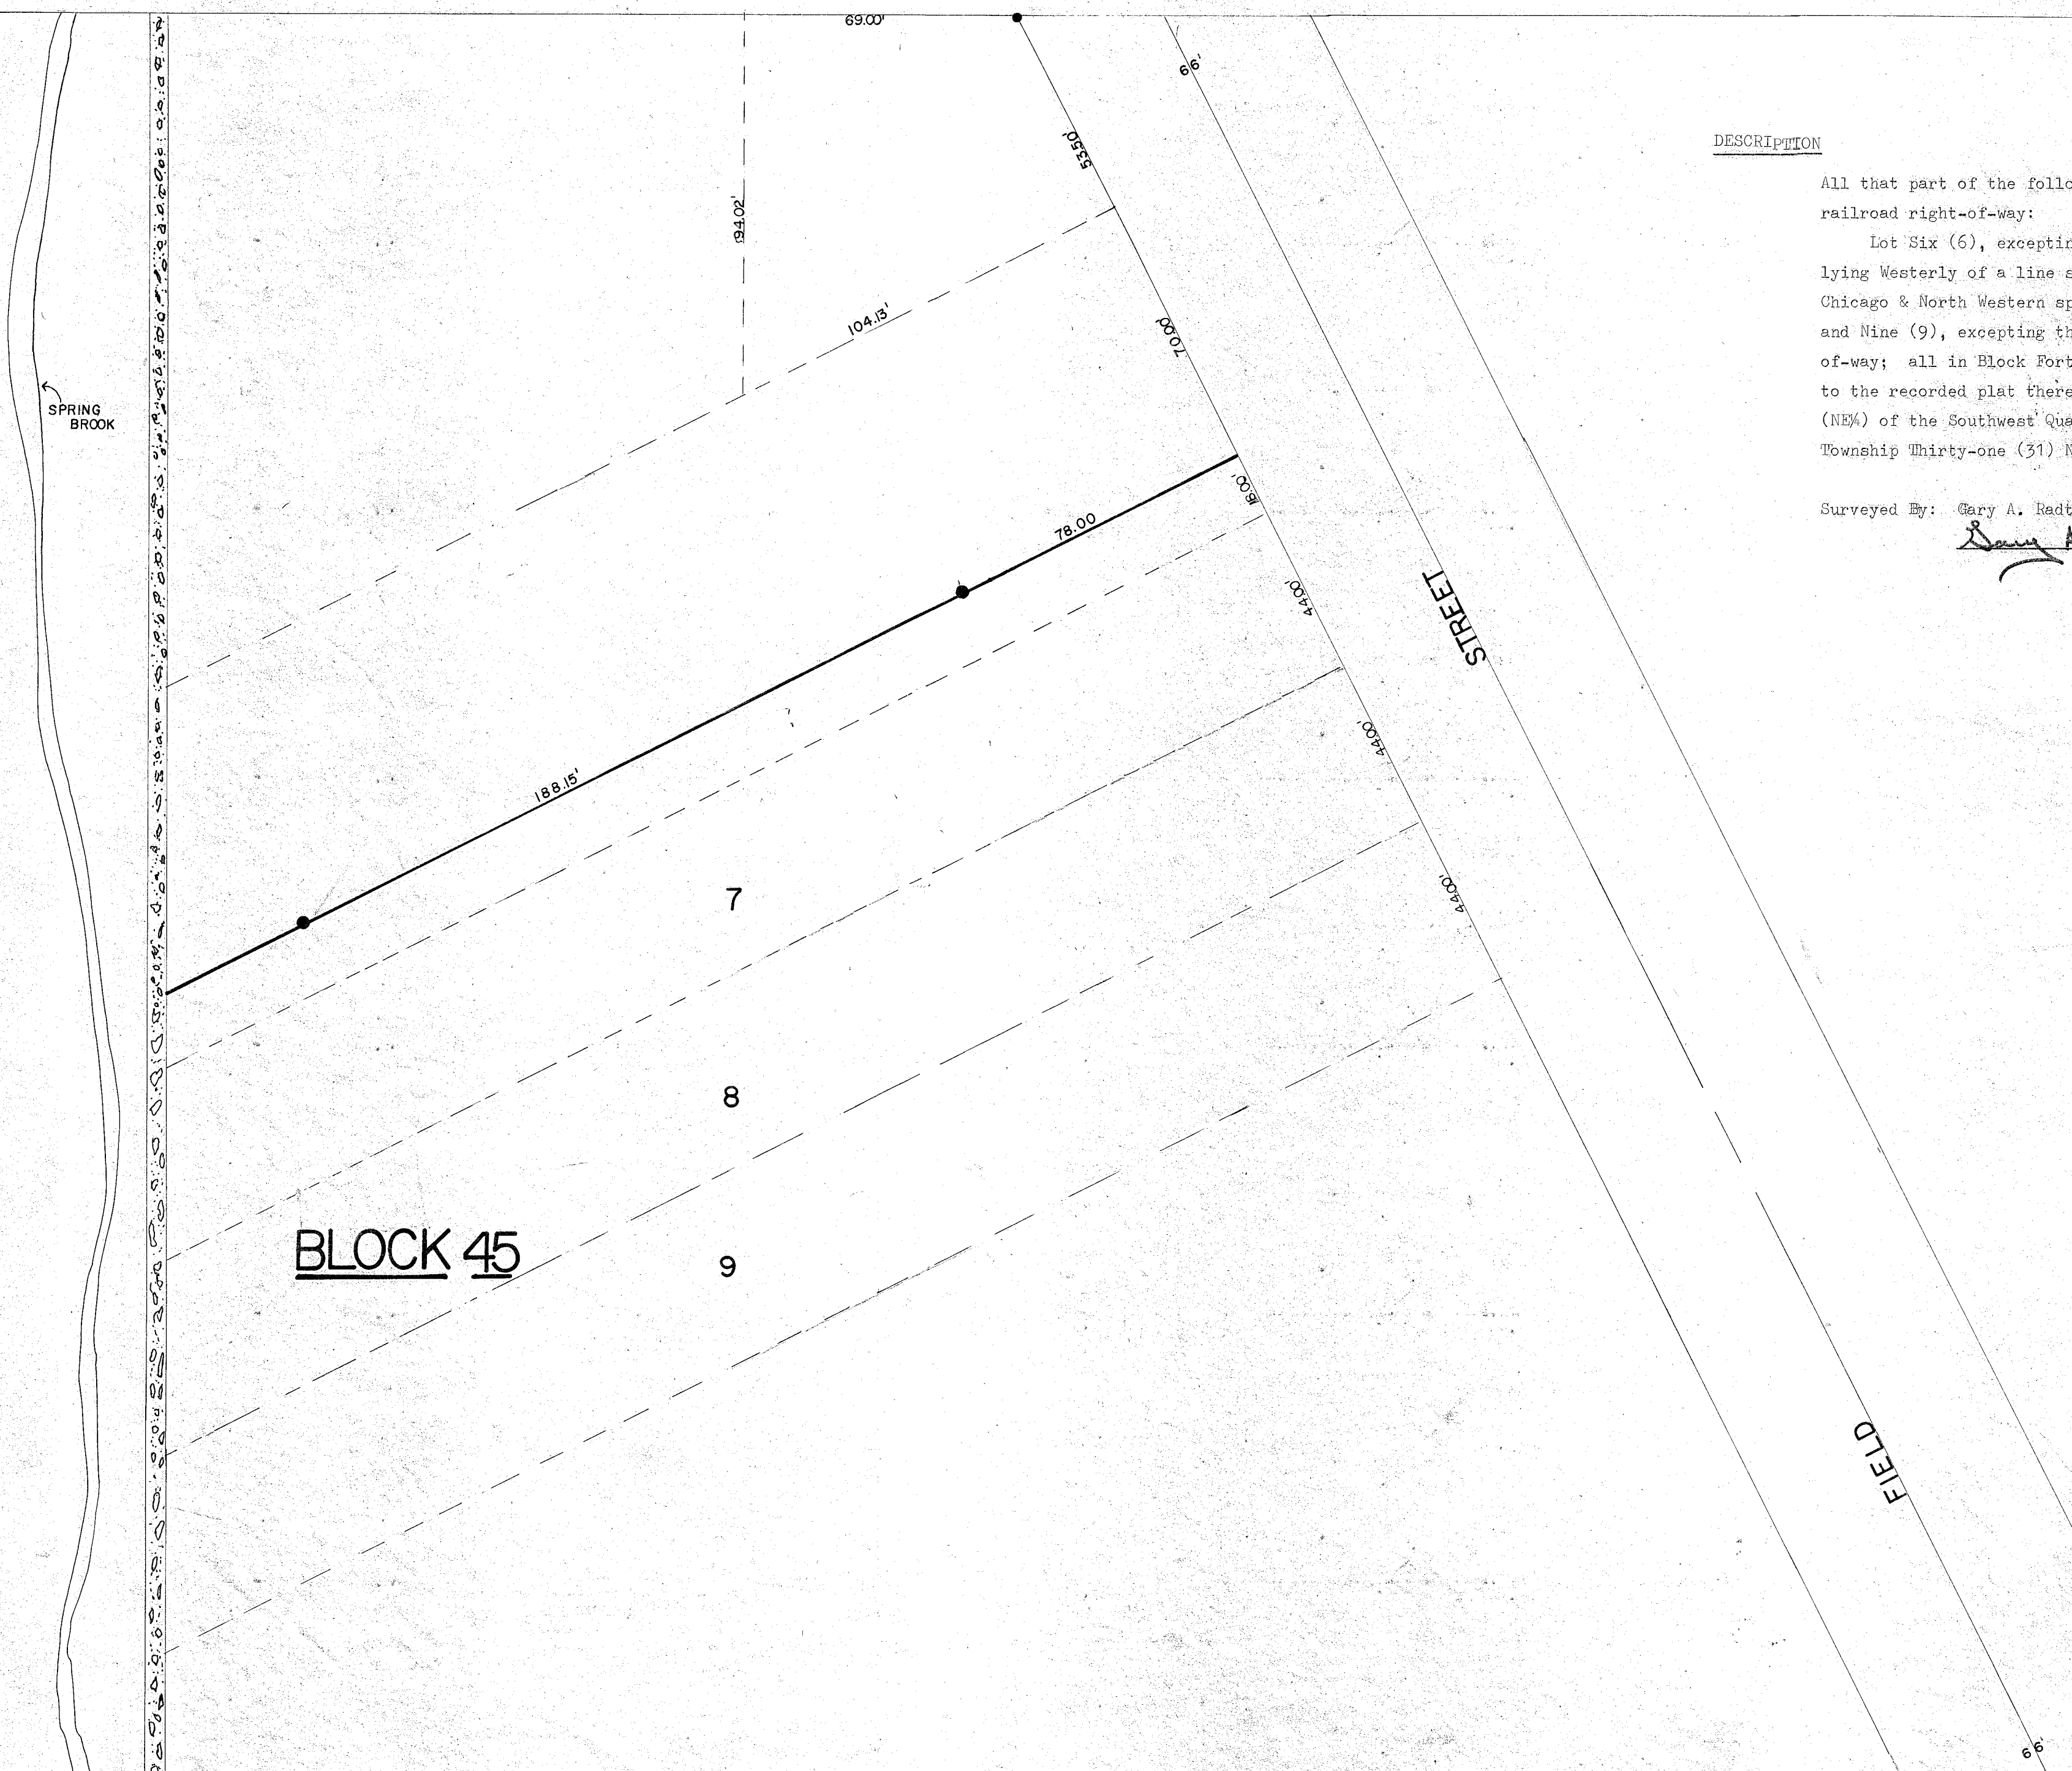 69.00'
66'
53.50'
DESCRIPTION
All that part of the follo
railroad right-of-way:
Lot Six (6), exceptin
lying Westerly of a line s
Chicago & North Western sp
and Nine (9), excepting th
of-way; all in Block Fort
to the recorded plat there
(NE¼) of the Southwest Qua
Township Thirty-one (31) N
Surveyed By: Gary A. Radt
Gary A
94.02'
104.13'
70.00'
SPRING
BROOK
78.00
16.00'
44.00'
STREET
44.00'
188.15'
44.00'
7
8
BLOCK 45
9
FIELD
66'